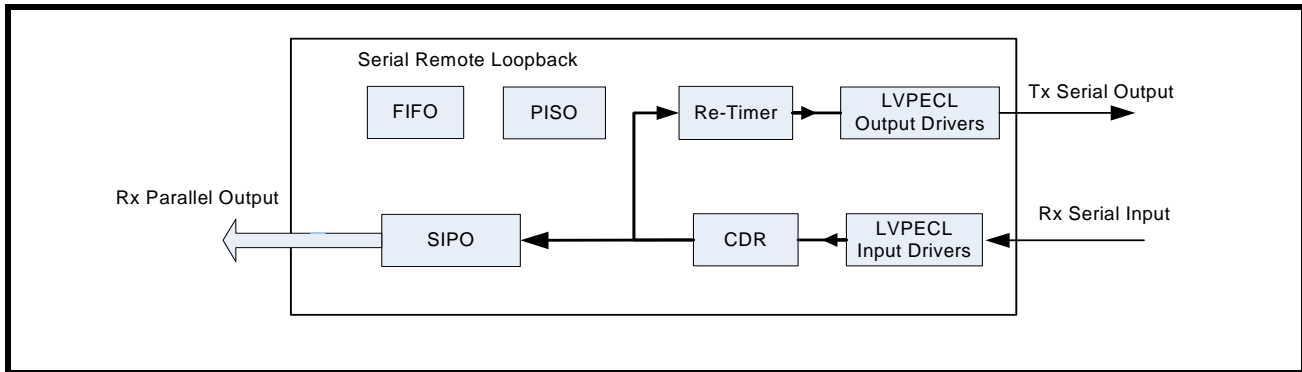 Serial Remote Loopback
FIFO
PISO
Re-Timer
LVPECL
Output Drivers
Tx Serial Output
Rx Parallel Output
SIPO
CDR
LVPECL
Input Drivers
Rx Serial Input